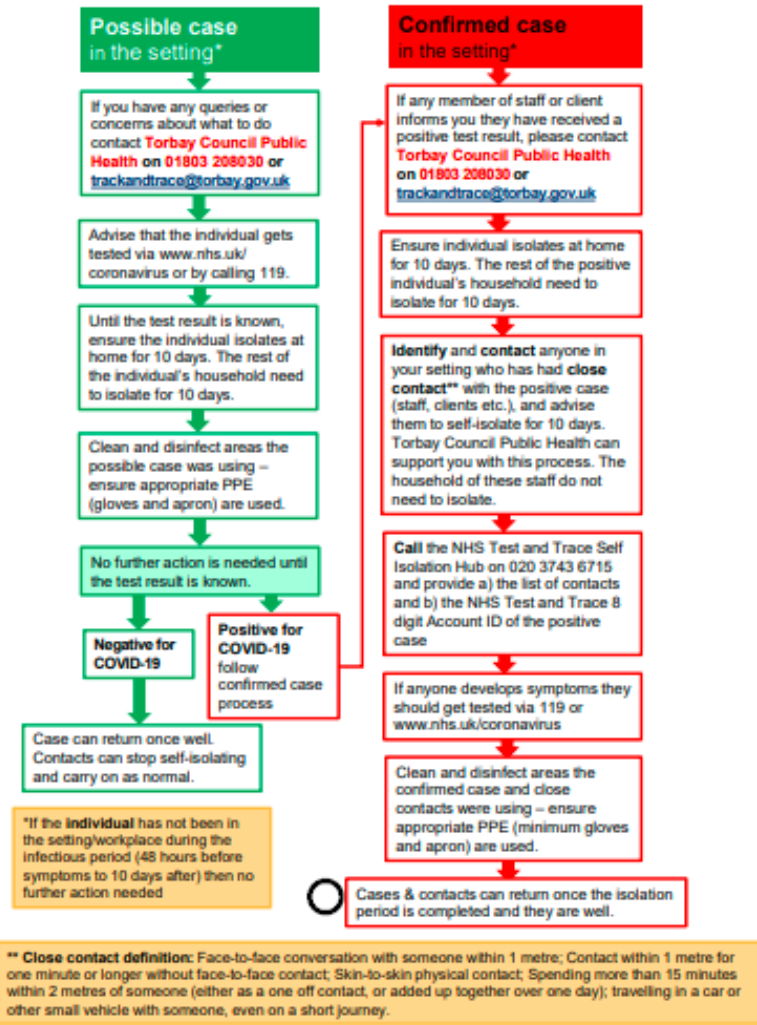 Possible case
in the setting*
If you have any queries or
concerns about what to do
contact Torbay Council Public
Health on 01803 208030 or
trackandtrace@torbay.gov.uk
Advise that the individual gets
tested via www.nhs.uk/
coronavirus or by calling 119.
Until the test result is known,
ensure the individual isolates at
home for 10 days. The rest of
the individual's household need
to isolate for 10 days.
Clean and disinfect areas the
possible case was using –
ensure appropriate PPE
(gloves and apron) are used.
No further action is needed until
the test result is known.
Negative for
COVID-19
Positive for
COVID-19
follow
confirmed case
process
Case can return once well.
Contacts can stop self-isolating
and carry on as normal.
*If the individual has not been in
the setting/workplace during the
infectious period (48 hours before
symptoms to 10 days after) then no
further action needed
Confirmed case
in the setting*
If any member of staff or client
informs you they have received a
positive test result, please contact
Torbay Council Public Health
on 01803 208030 or
trackandtrace@torbay.gov.uk
Ensure individual isolates at home
for 10 days. The rest of the positive
individual's household need to
isolate for 10 days.
Identify and contact anyone in
your setting who has had close
contact** with the positive case
(staff, clients etc.), and advise
them to self-isolate for 10 days.
Torbay Council Public Health can
support you with this process. The
household of these staff do not
need to isolate.
Call the NHS Test and Trace Self
Isolation Hub on 020 3743 6715
and provide a) the list of contacts
and b) the NHS Test and Trace 8
digit Account ID of the positive
case
If anyone develops symptoms they
should get tested via 119 or
www.nhs.uk/coronavirus
Clean and disinfect areas the
confirmed case and close
contacts were using – ensure
appropriate PPE (minimum gloves
and apron) are used.
Cases & contacts can return once the isolation
period is completed and they are well.
** Close contact definition: Face-to-face conversation with someone within 1 metre; Contact within 1 metre for
one minute or longer without face-to-face contact; Skin-to-skin physical contact; Spending more than 15 minutes
within 2 metres of someone (either as a one off contact, or added up together over one day); travelling in a car or
other small vehicle with someone, even on a short journey.